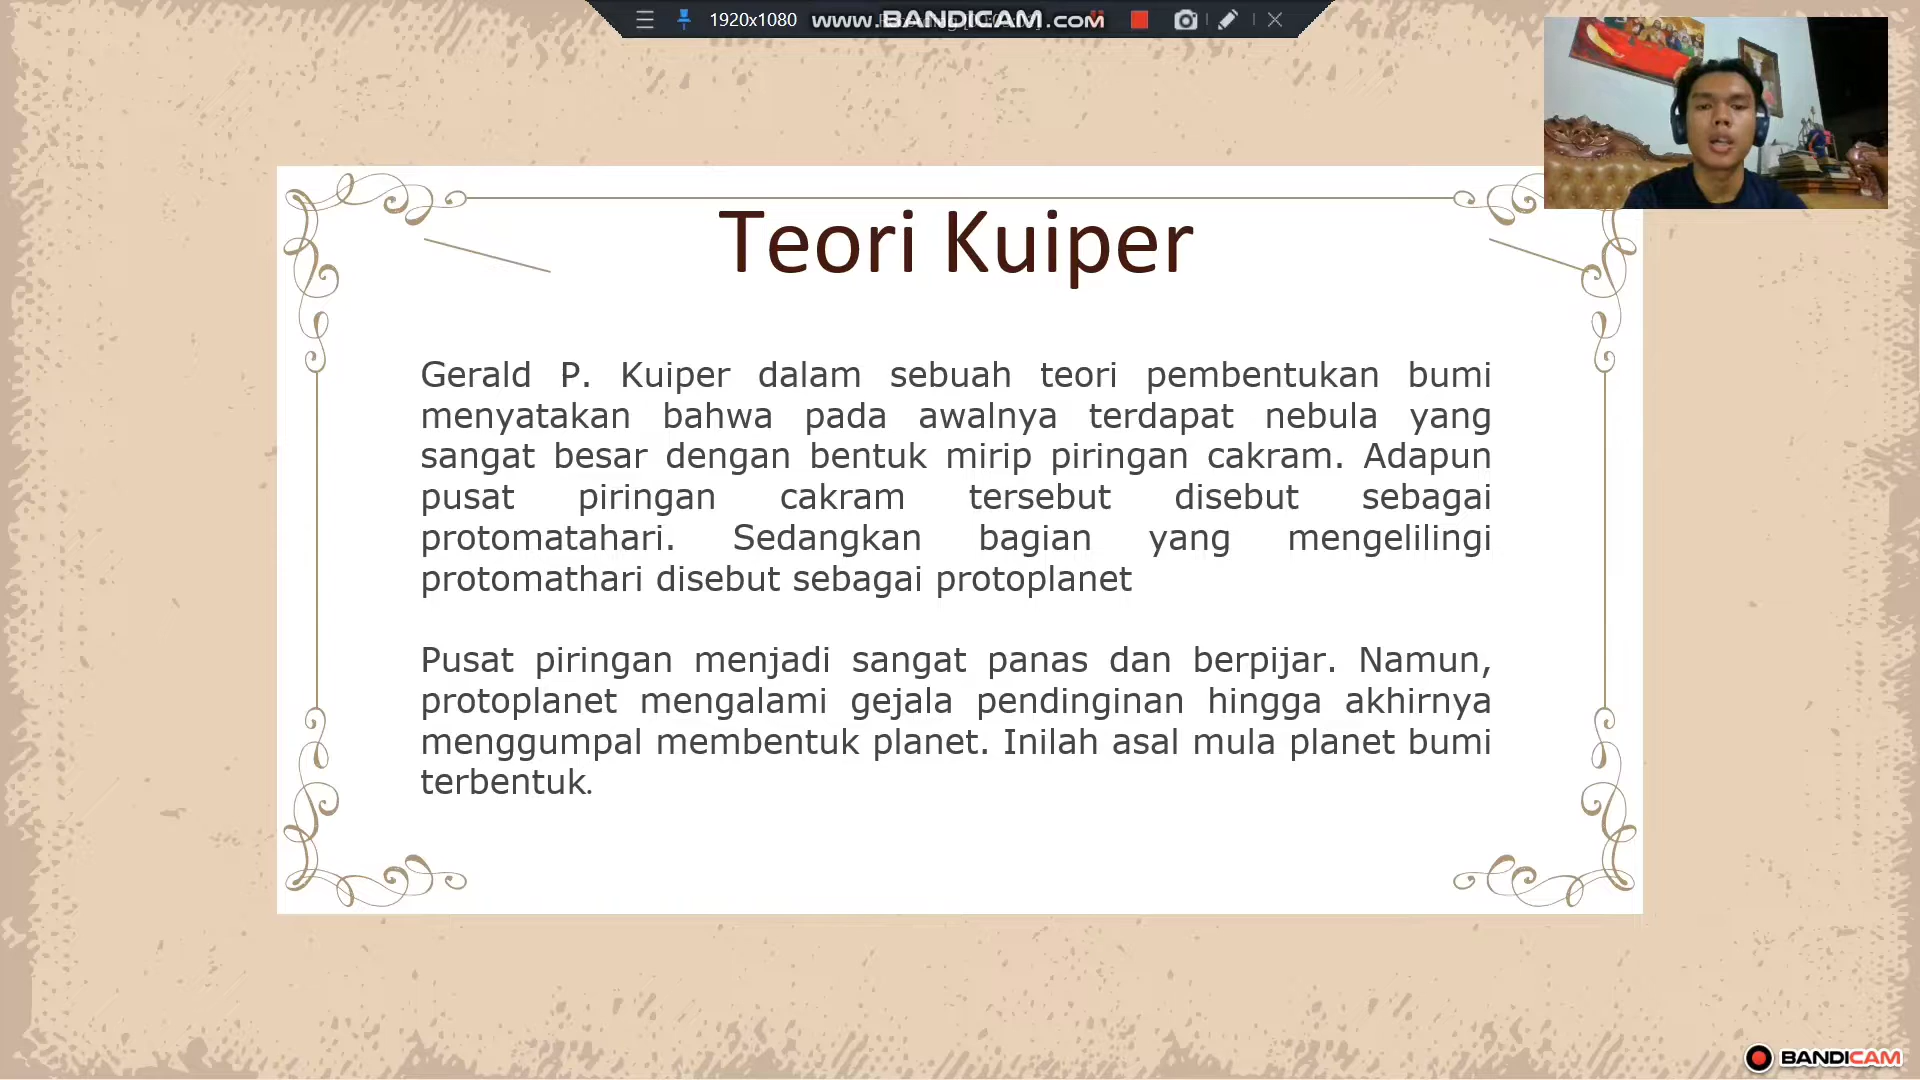 1920x1080
www.BANDICAM.com
Teori Kuiper
Gerald P. Kuiper dalam sebuah teori pembentukan bumi
menyatakan bahwa pada awalnya terdapat nebula yang
sangat besar dengan bentuk mirip piringan cakram. Adapun
pusat piringan cakram tersebut disebut sebagai
protomatahari. Sedangkan bagian yang mengelilingi
protomathari disebut sebagai protoplanet
Pusat piringan menjadi sangat panas dan berpijar. Namun,
protoplanet mengalami gejala pendinginan hingga akhirnya
menggumpal membentuk planet. Inilah asal mula planet bumi
terbentuk.
BANDICAM